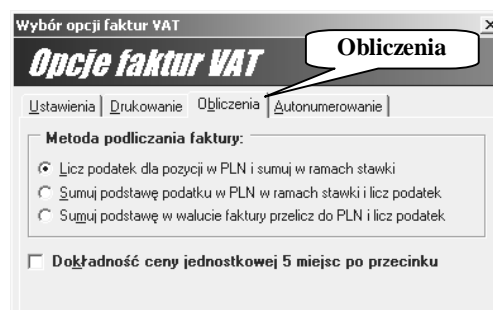 Wybór opcji faktur VAT
Opcje faktur VAT
Obliczenia
Ustawienia Drukowanie Obliczenia Autonumerowanie
Metoda podliczania faktury:
Licz podatek dla pozycji w PLN i sumuj w ramach stawki
Sumuj podstawę podatku w PLN w ramach stawki i licz podatek
Sumuj podstawę w walucie faktury przelicz do PLN i licz podatek
Dokładność ceny jednostkowej 5 miejsc po przecinku